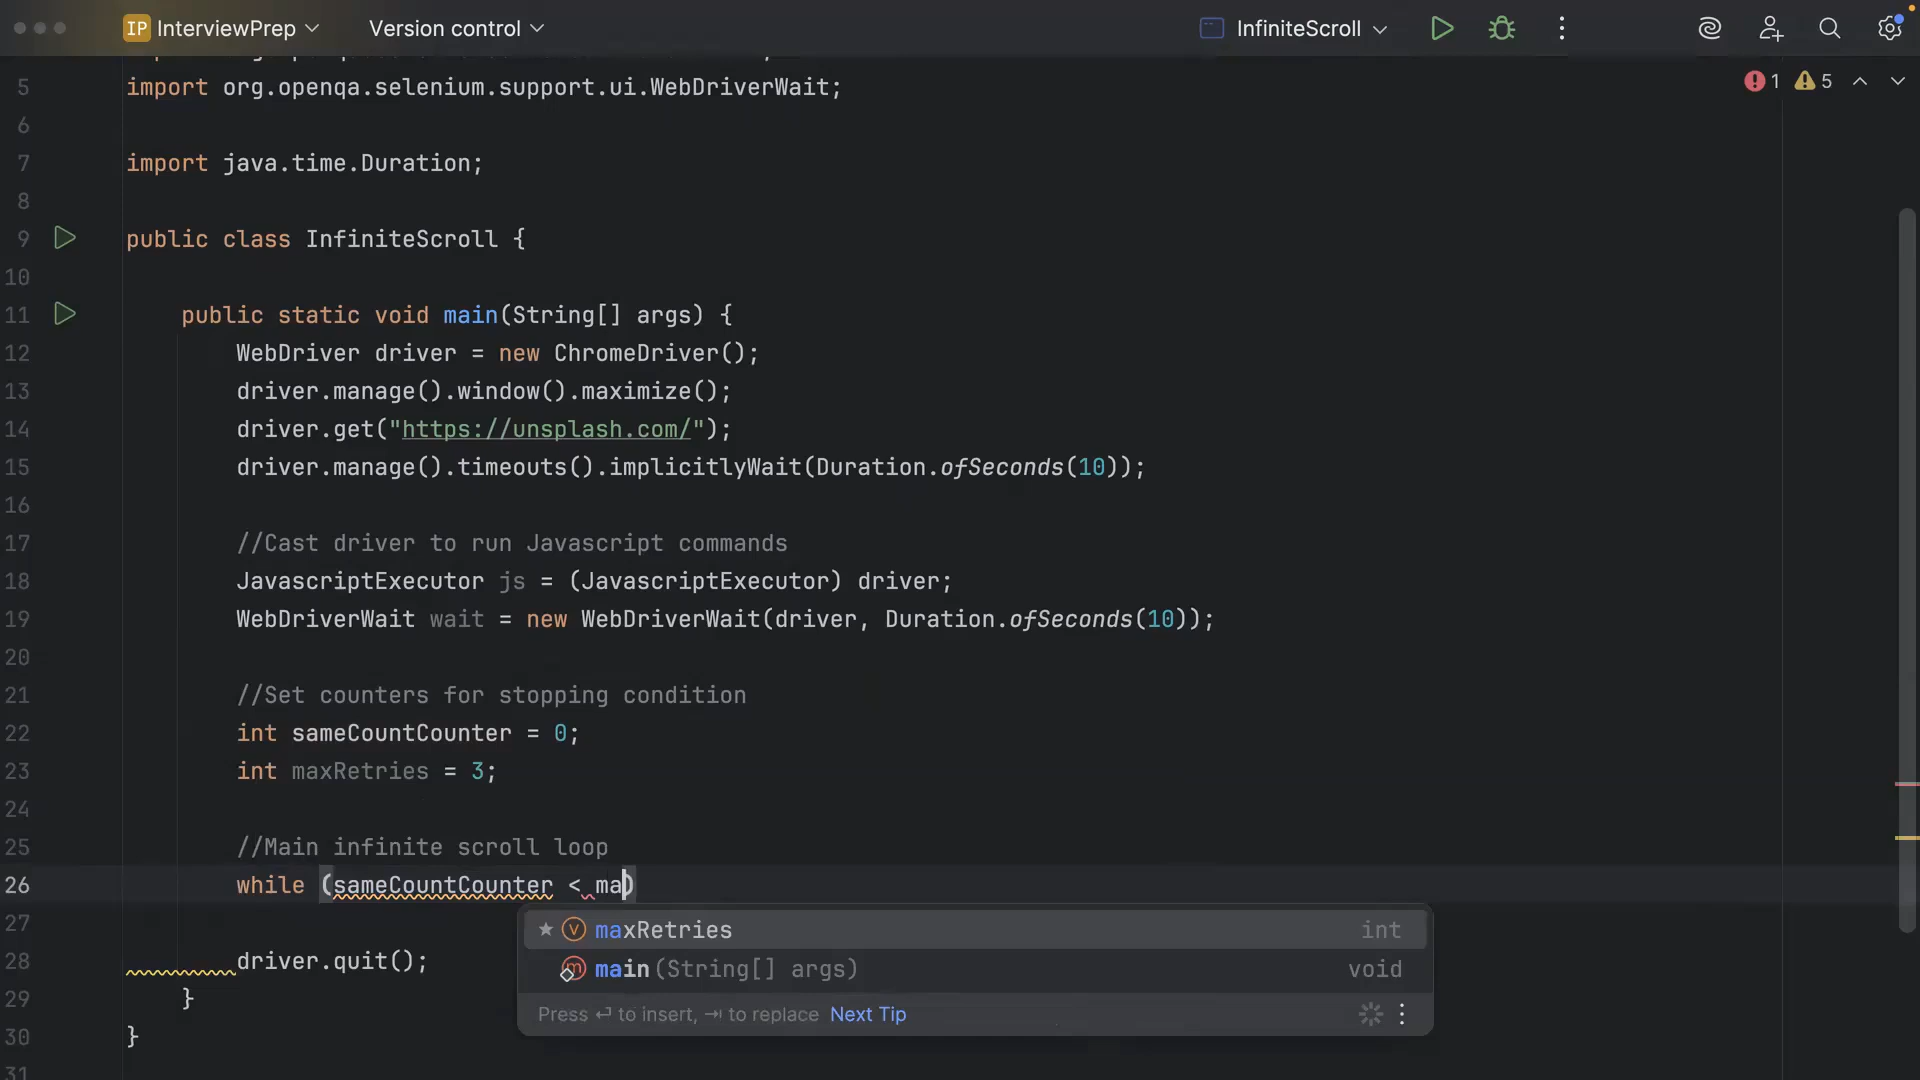 IP InterviewPrep Version control InfiniteScroll
1 5
5 import org.openqa.selenium.support.ui.WebDriverWait;
6
7 import java.time.Duration;
8
9 public class InfiniteScroll {
10
11 public static void main(String[] args) {
12 WebDriver driver = new ChromeDriver();
13 driver.manage().window().maximize();
14 driver.get("https://unsplash.com/");
15 driver.manage().timeouts().implicitlyWait(Duration.ofSeconds(10));
16
17 //Cast driver to run Javascript commands
18 JavascriptExecutor js = (JavascriptExecutor) driver;
19 WebDriverWait wait = new WebDriverWait(driver, Duration.ofSeconds(10));
20
21 //Set counters for stopping condition
22 int sameCountCounter = 0;
23 int maxRetries = 3;
24
25 //Main infinite scroll loop
26 while (sameCountCounter < ma)
27
maxRetries int
28 driver.quit();
main(String[] args) void
29 }
Press ↵ to insert, ⇥ to replace Next Tip
30 }
31